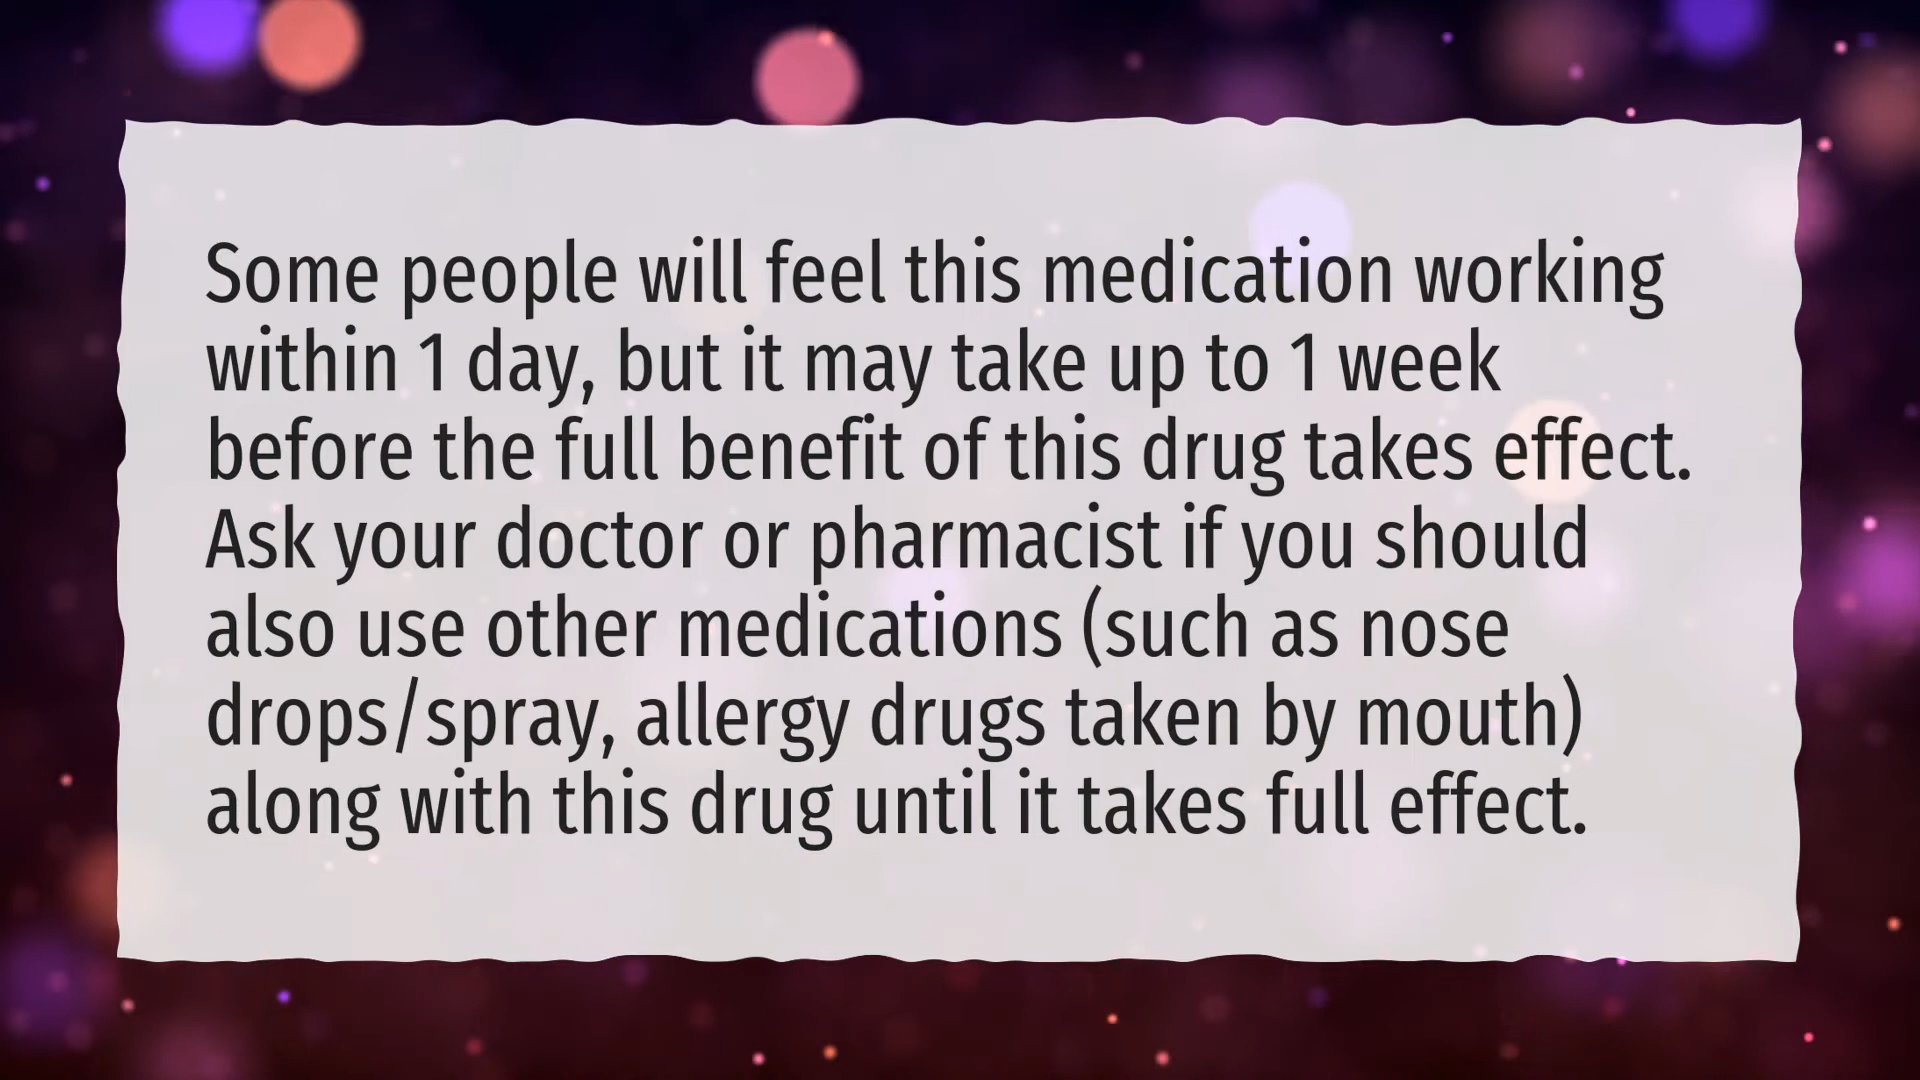 Some people will feel this medication working
within 1 day, but it may take up to 1 week
before the full benefit of this drug takes effect.
Ask your doctor or pharmacist if you should
also use other medications (such as nose
drops/spray, allergy drugs taken by mouth)
along with this drug until it takes full effect.